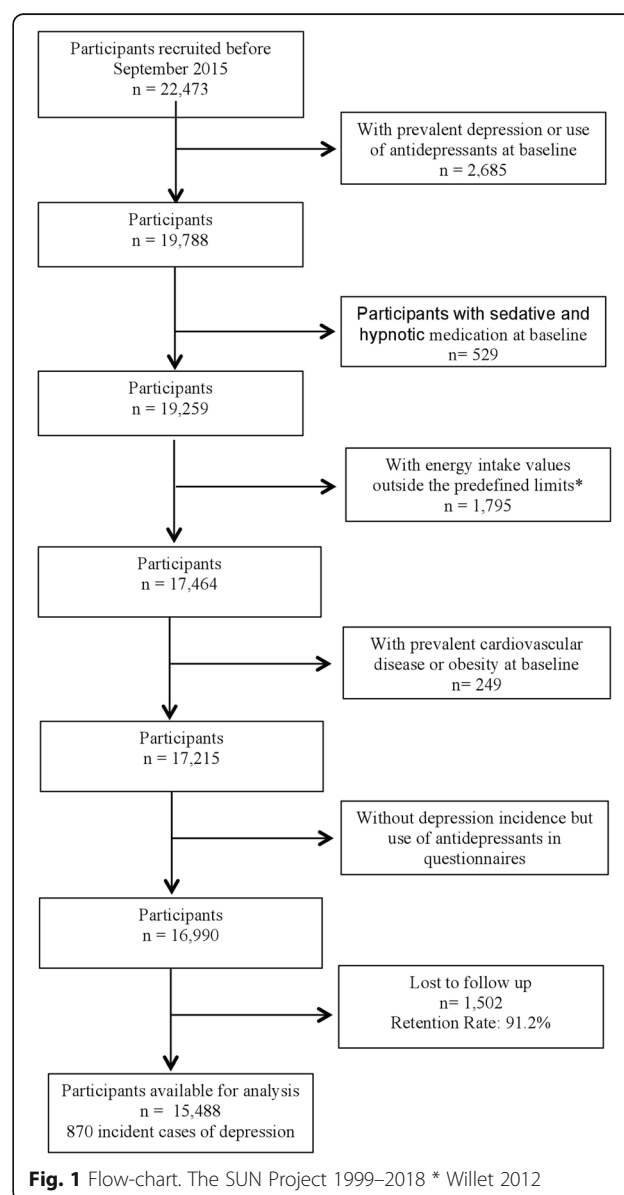 Participants recruited before
September 2015
n = 22,473
With prevalent depression or use
of antidepressants at baseline
n = 2,685
Participants
n = 19,788
Participants with sedative and
hypnotic medication at baseline
n= 529
Participants
n = 19,259
With energy intake values
outside the predefined limits*
n = 1,795
Participants
n = 17,464
With prevalent cardiovascular
disease or obesity at baseline
n= 249
Participants
n = 17,215
Without depression incidence but
use of antidepressants in
questionnaires
Participants
n = 16,990
Lost to follow up
n= 1,502
Retention Rate: 91.2%
Participants available for analysis
n = 15,488
870 incident cases of depression
Fig. 1 Flow-chart. The SUN Project 1999–2018 * Willet 2012